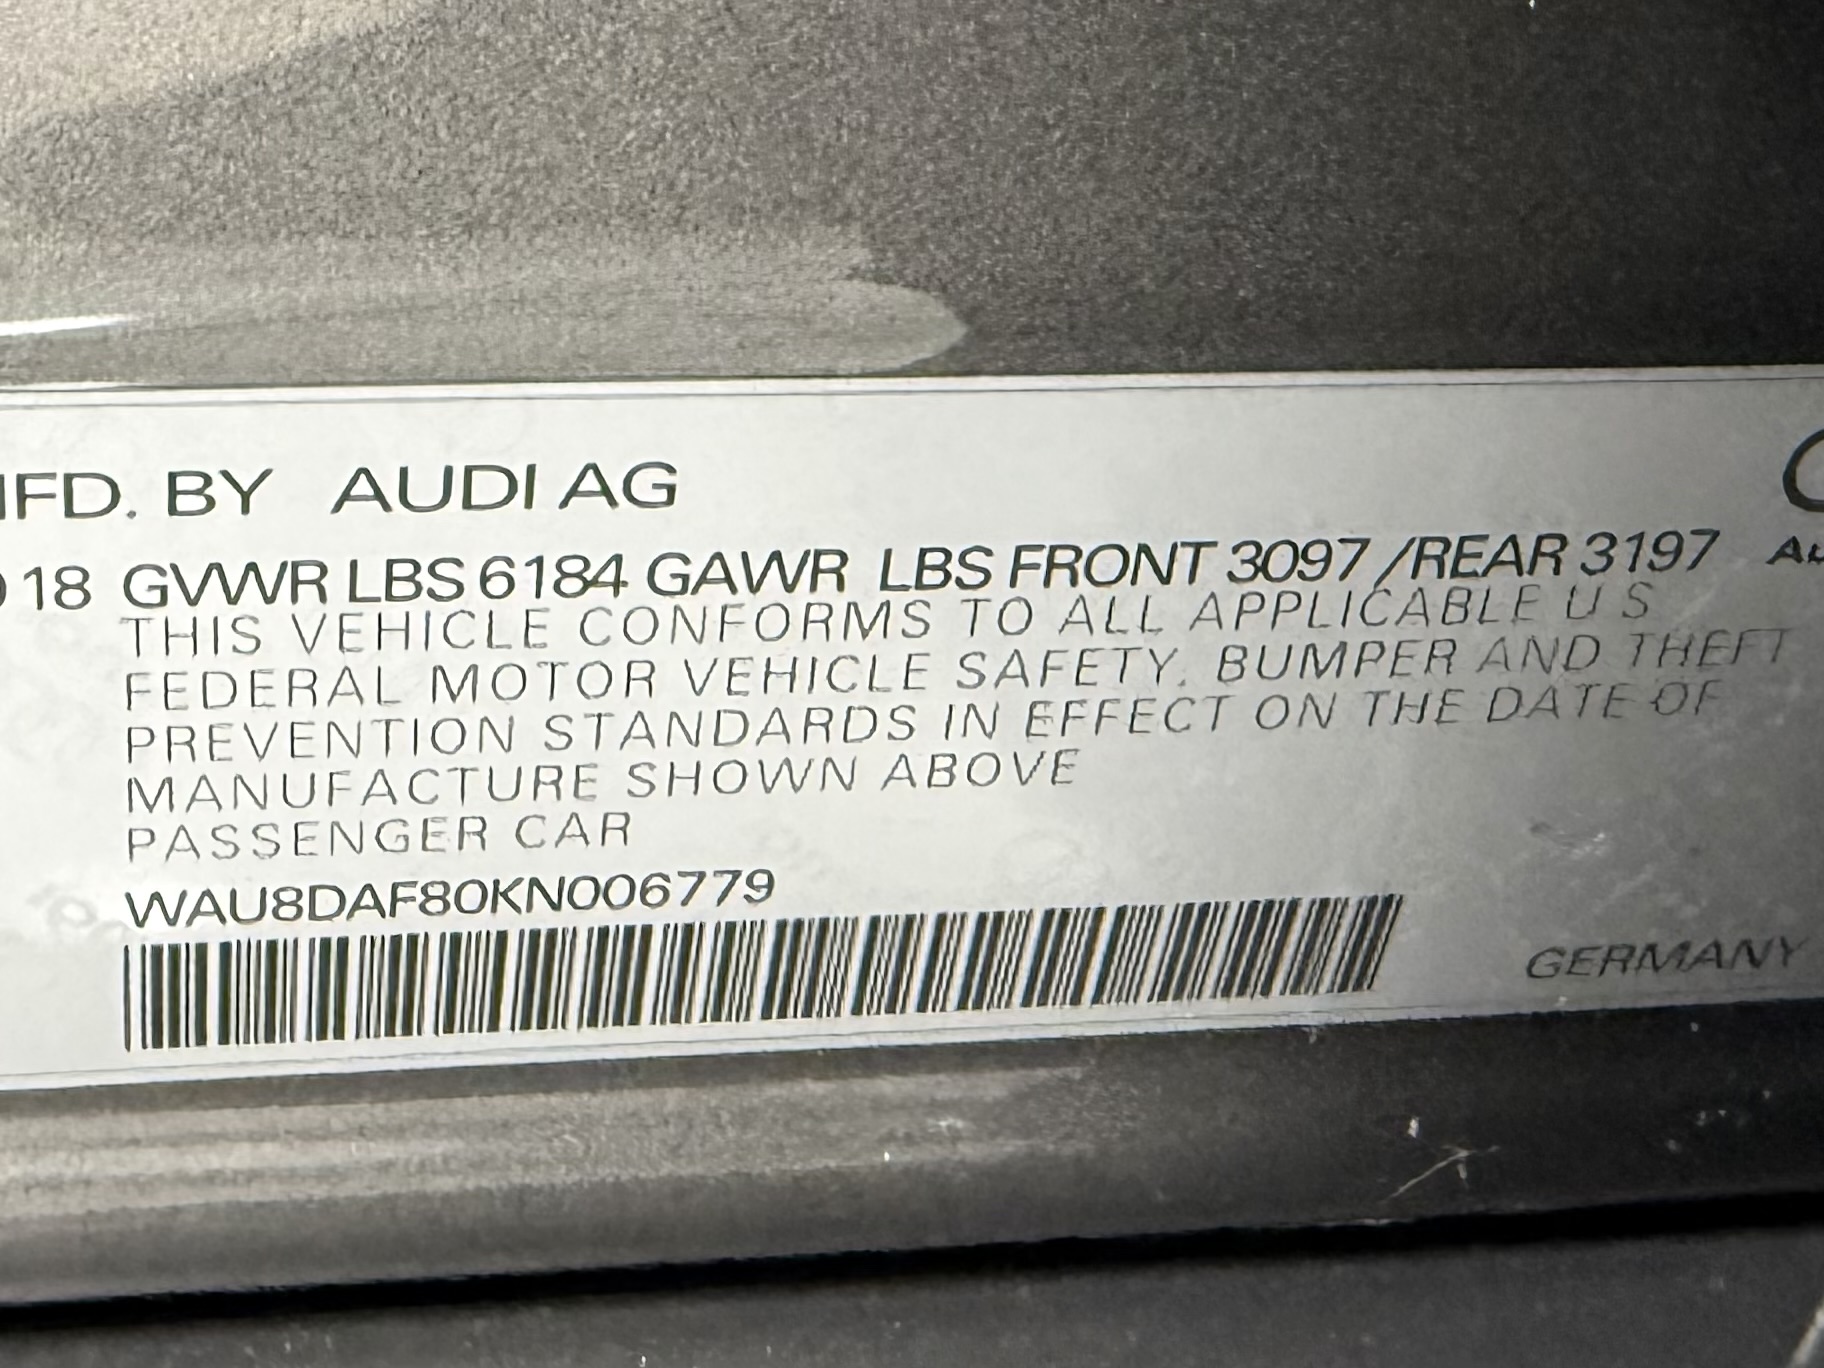 MFD. BY AUDI AG
18 GVWR LBS 6184 GAWR LBS FRONT 3097 /REAR 3197
THIS VEHICLE CONFORMS TO ALL APPLICABLE U S
FEDERAL MOTOR VEHICLE SAFETY, BUMPER AND THEFT
PREVENTION STANDARDS IN EFFECT ON THE DATE OF
MANUFACTURE SHOWN ABOVE
PASSENGER CAR
WAU8DAF80KN006779
GERMANY